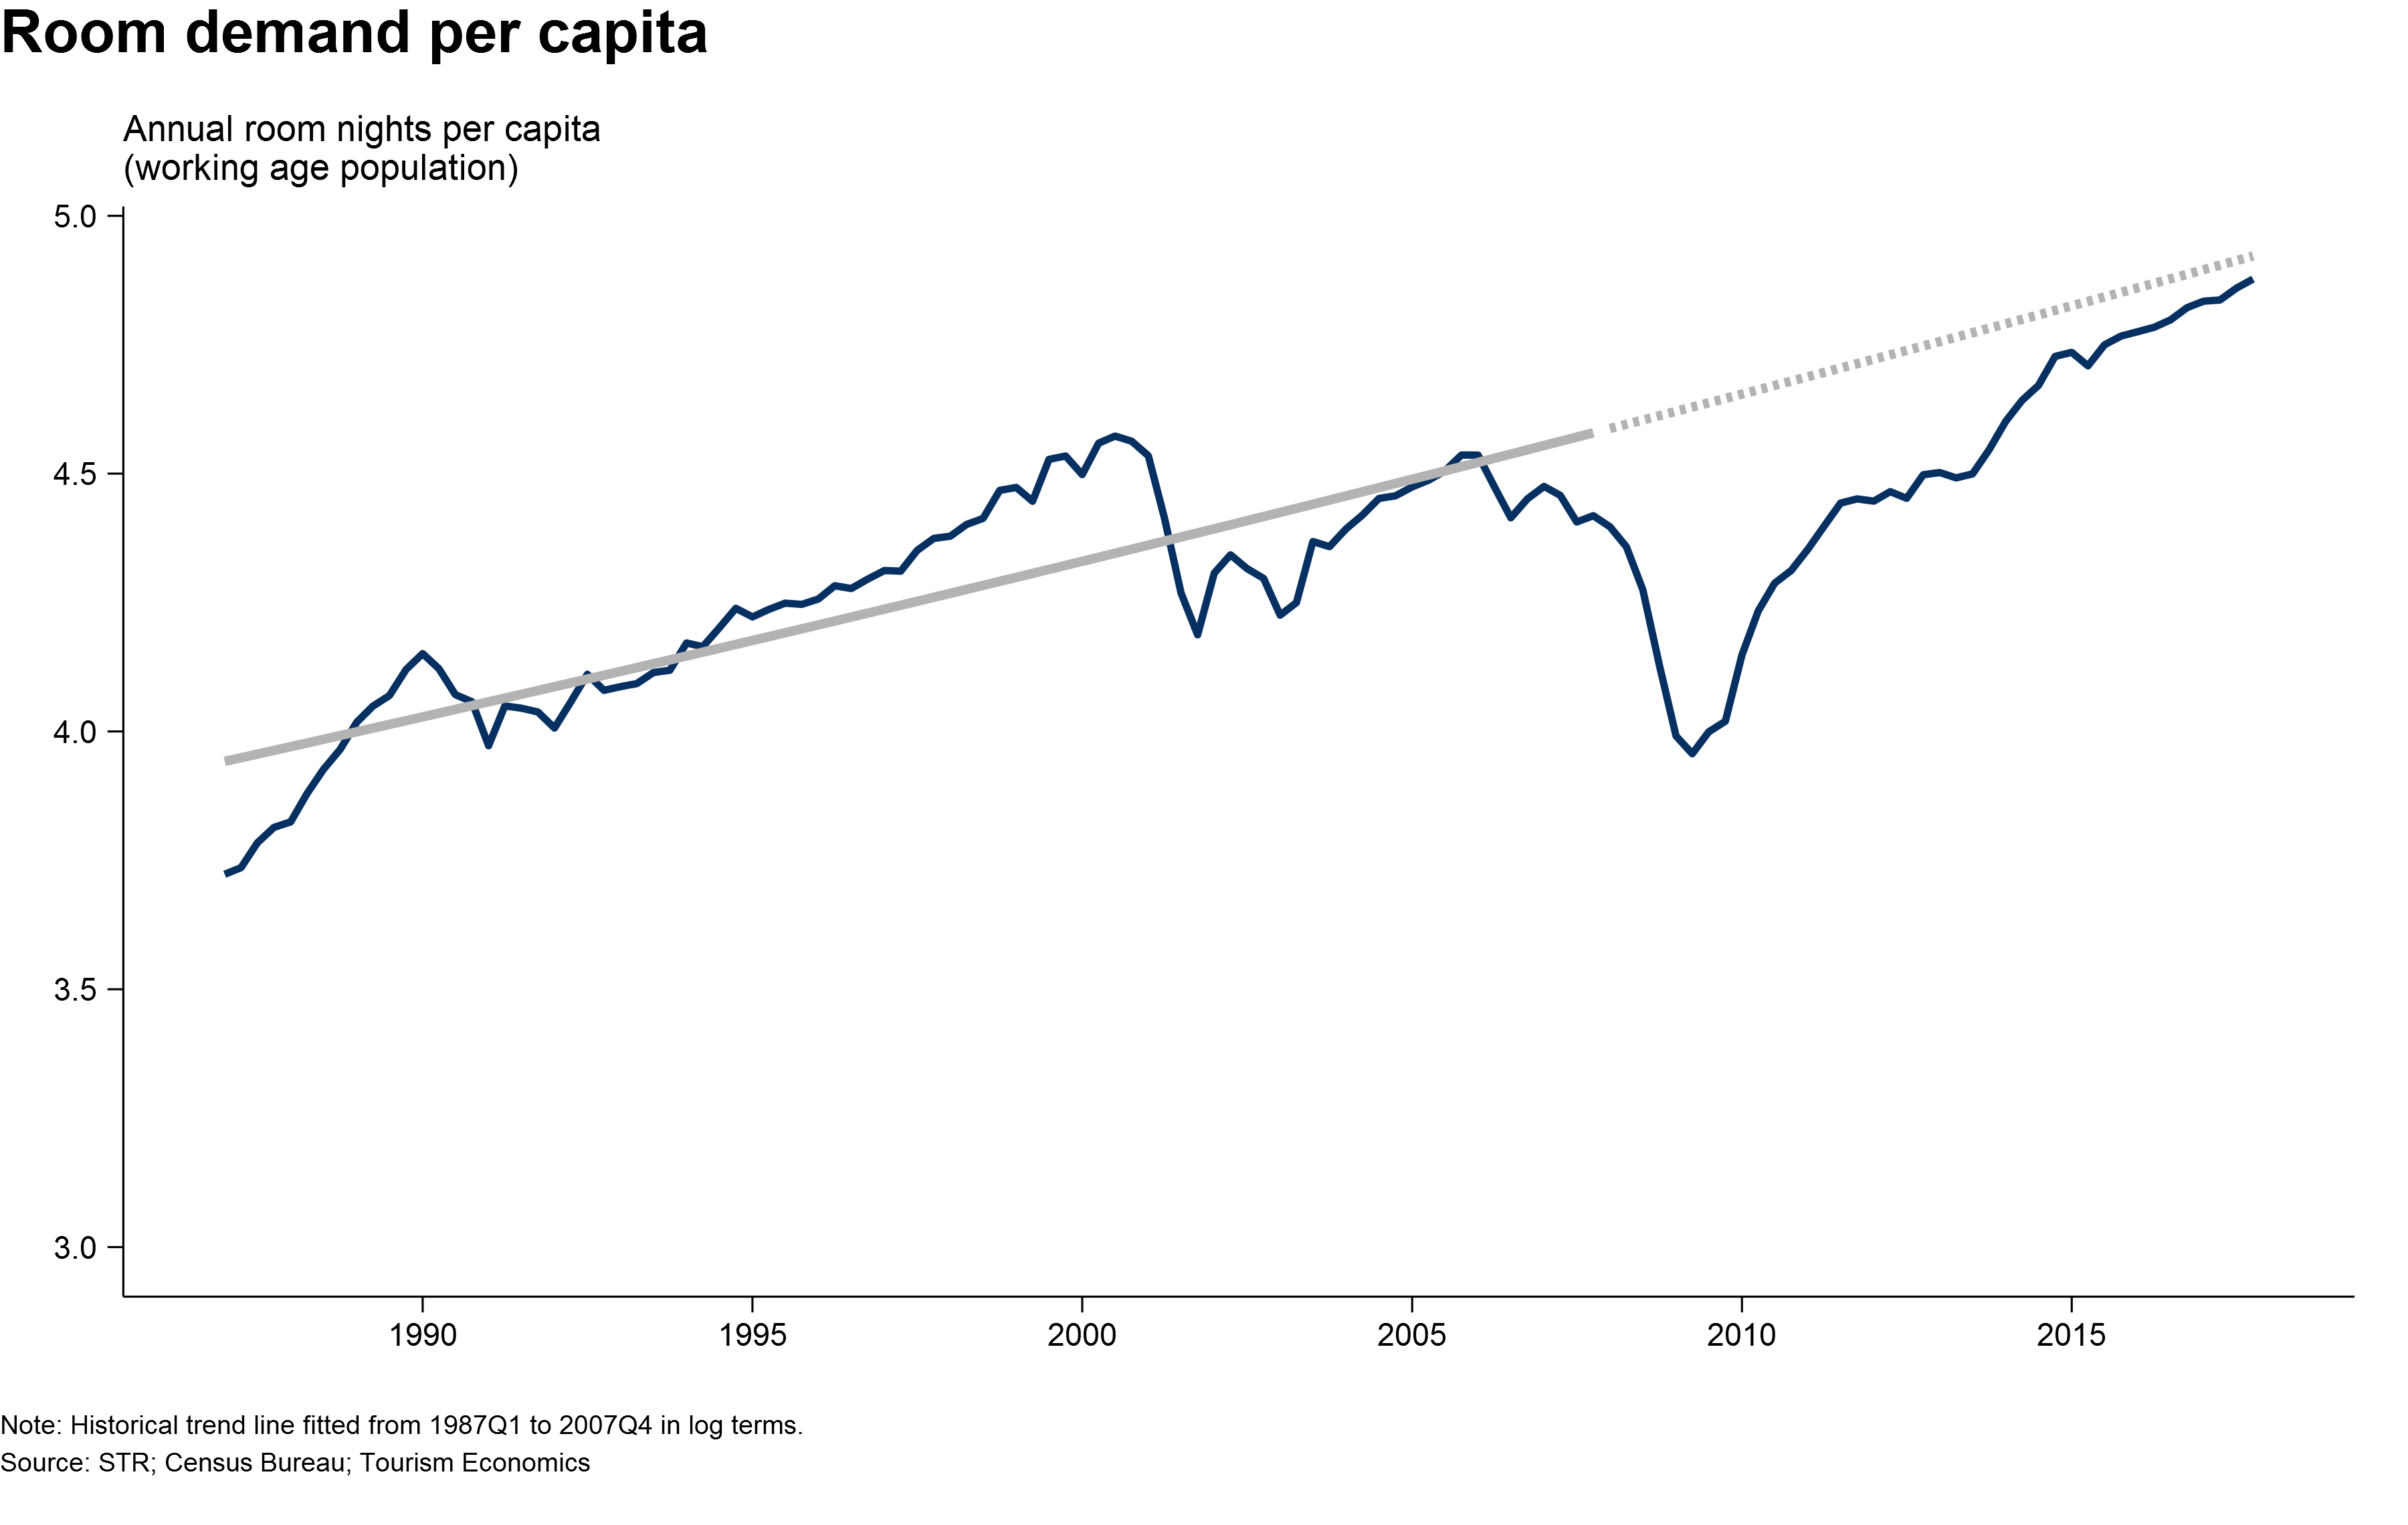 Room demand per capita
Annual room nights per capita
(working age population)
5.0
4.5
4.0
3.5
3.0
1990 1995 2000 2005 2010 2015
Note: Historical trend line fitted from 1987Q1 to 2007Q4 in log terms.
Source: STR; Census Bureau; Tourism Economics